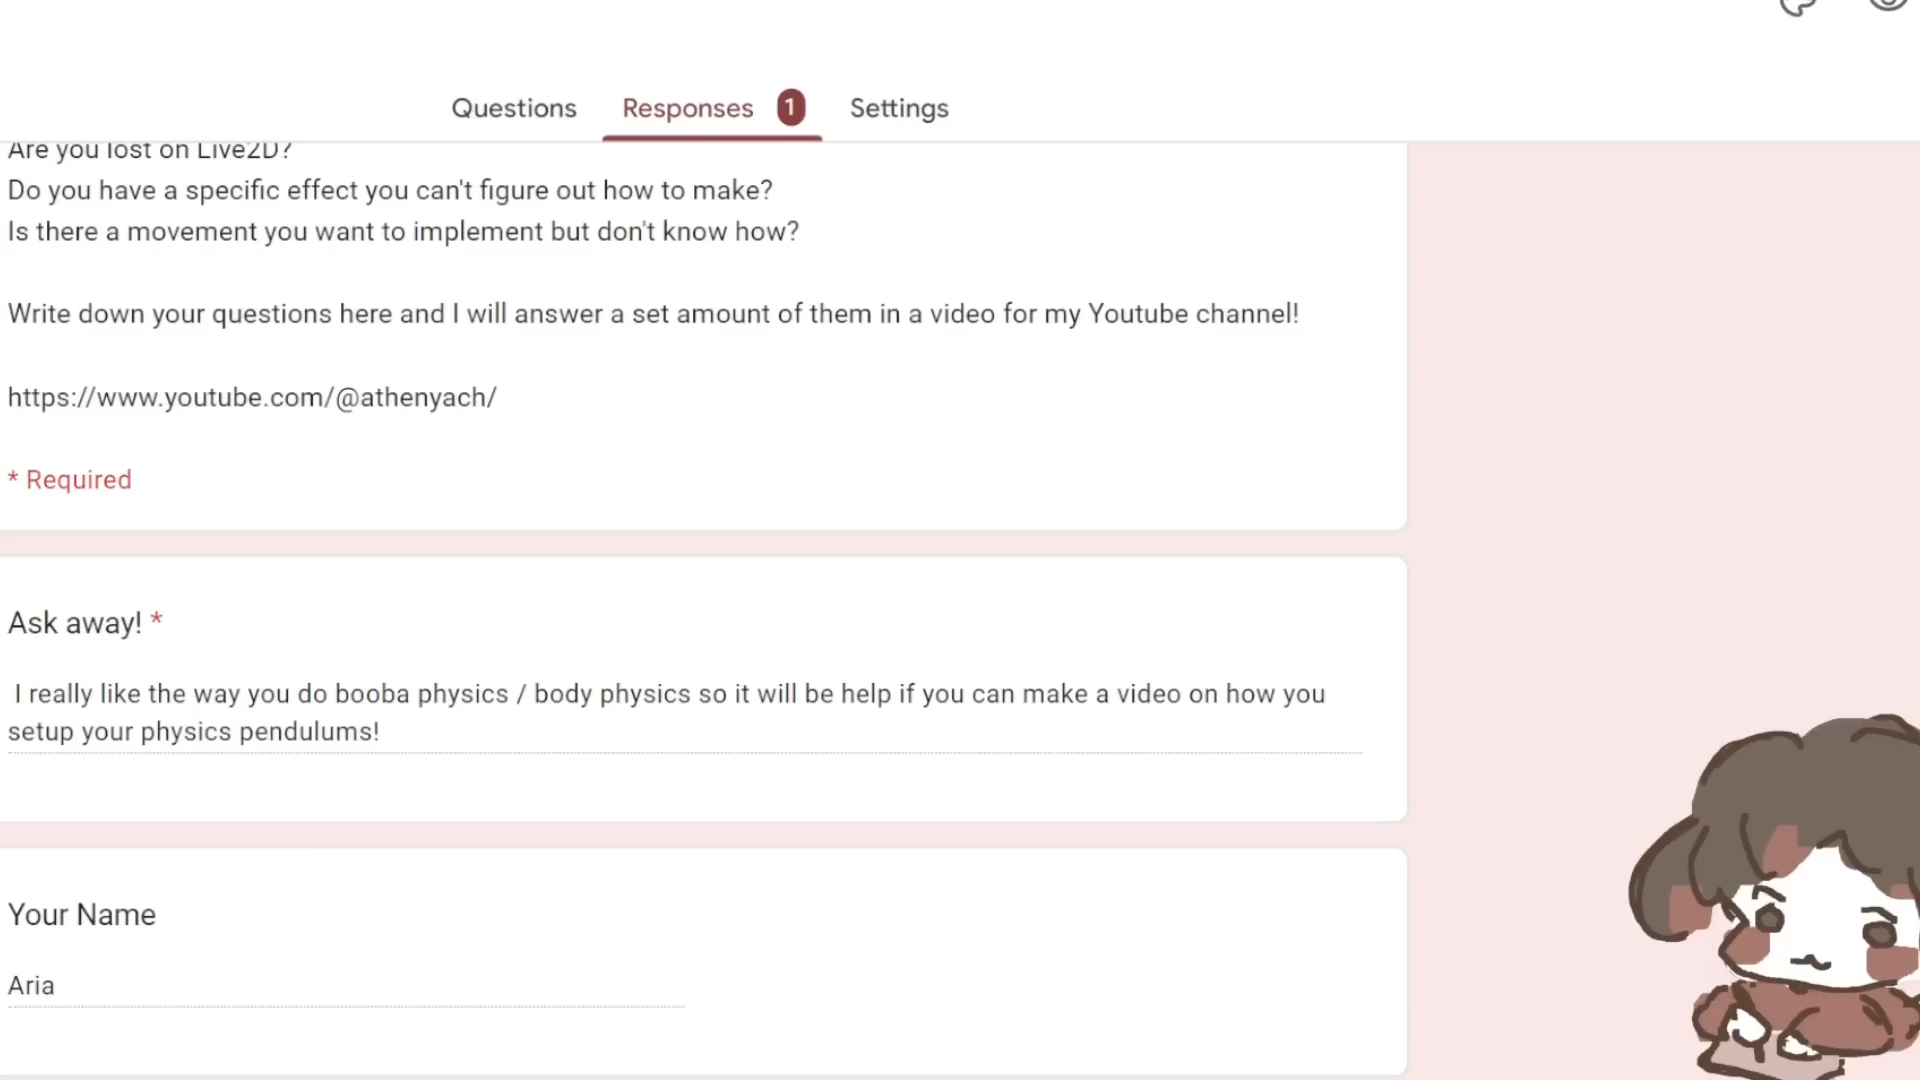 Questions Responses 1 Settings
Are you lost on Live2D?
Do you have a specific effect you can't figure out how to make?
Is there a movement you want to implement but don't know how?
Write down your questions here and I will answer a set amount of them in a video for my Youtube channel!
https://www.youtube.com/@athenyach/
* Required
Ask away! *
I really like the way you do booba physics / body physics so it will be help if you can make a video on how you
setup your physics pendulums!
Your Name
Aria